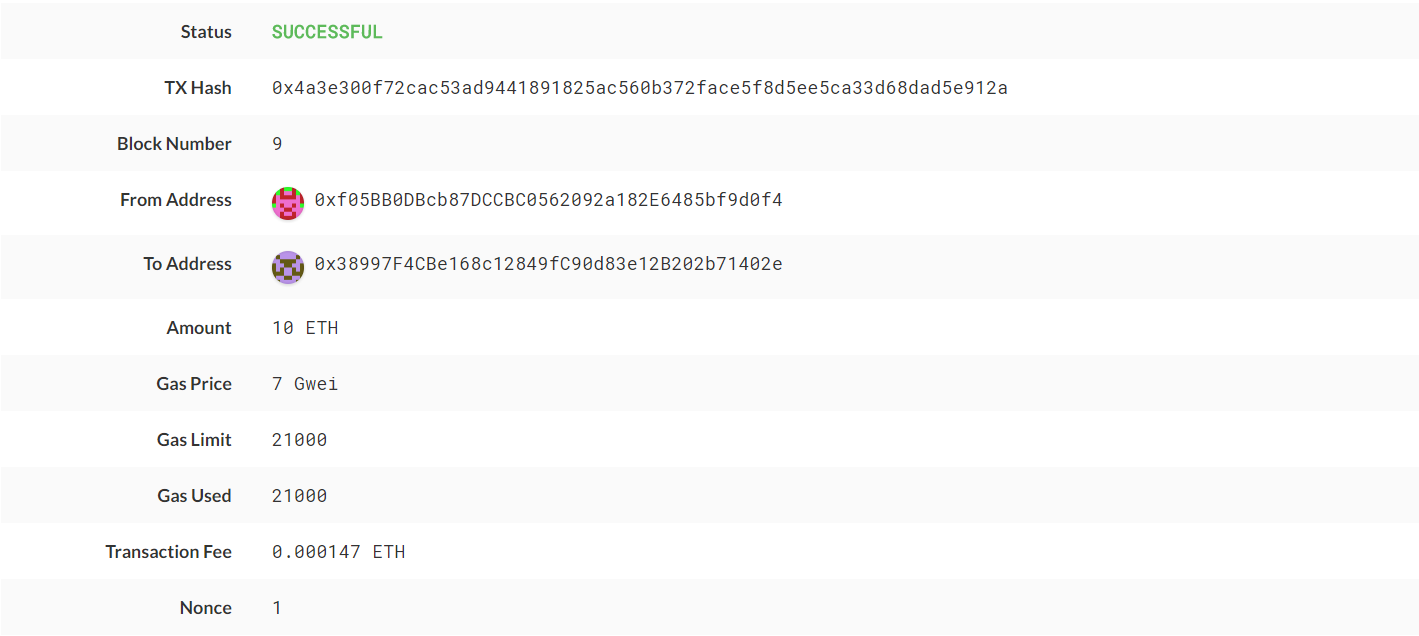 Status SUCCESSFUL
TX Hash 0x4a3e300f72cac53ad9441891825ac560b372face5f8d5ee5ca33d68dad5e912a
Block Number 9
From Address 0xf05BB0DBcb87DCCBC0562092a182E6485bf9d0f4
To Address 0x38997F4CBe168c12849fC90d83e12B202b71402e
Amount 10 ETH
Gas Price 7 Gwei
Gas Limit 21000
Gas Used 21000
Transaction Fee 0.000147 ETH
Nonce 1